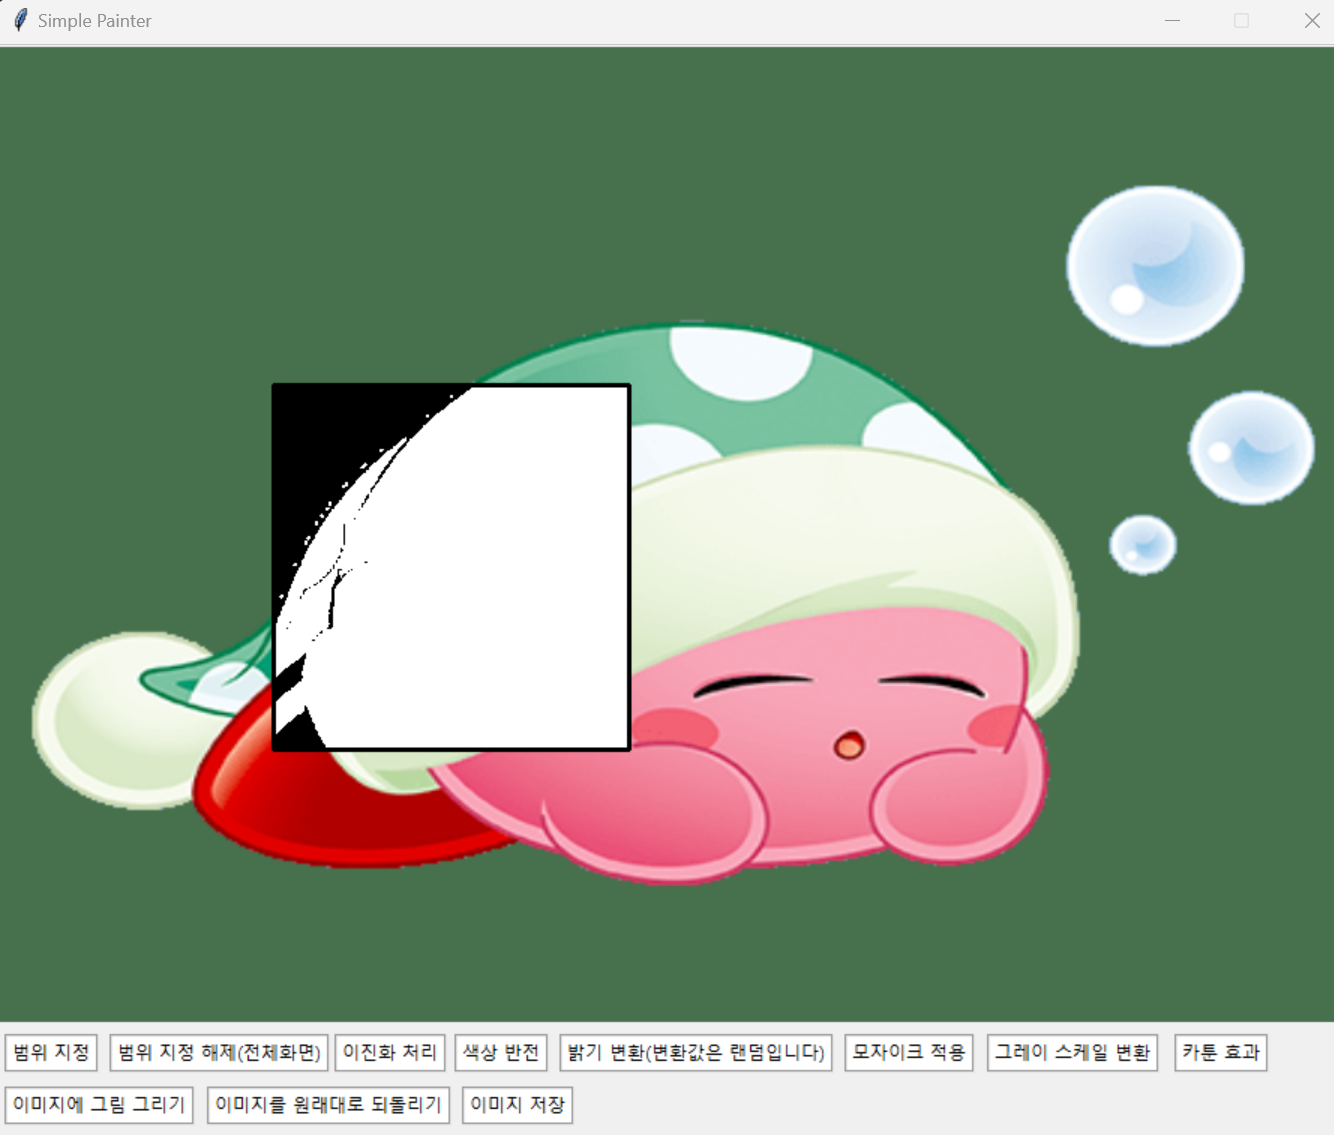 Simple Painter
범위 지정 범위 지정 해제(전체화면) 이진화 처리 색상 반전 밝기 변환(변환값은 랜덤입니다) 모자이크 적용 그레이 스케일 변환 카툰 효과
이미지에 그림 그리기 이미지를 원래대로 되돌리기 이미지 저장